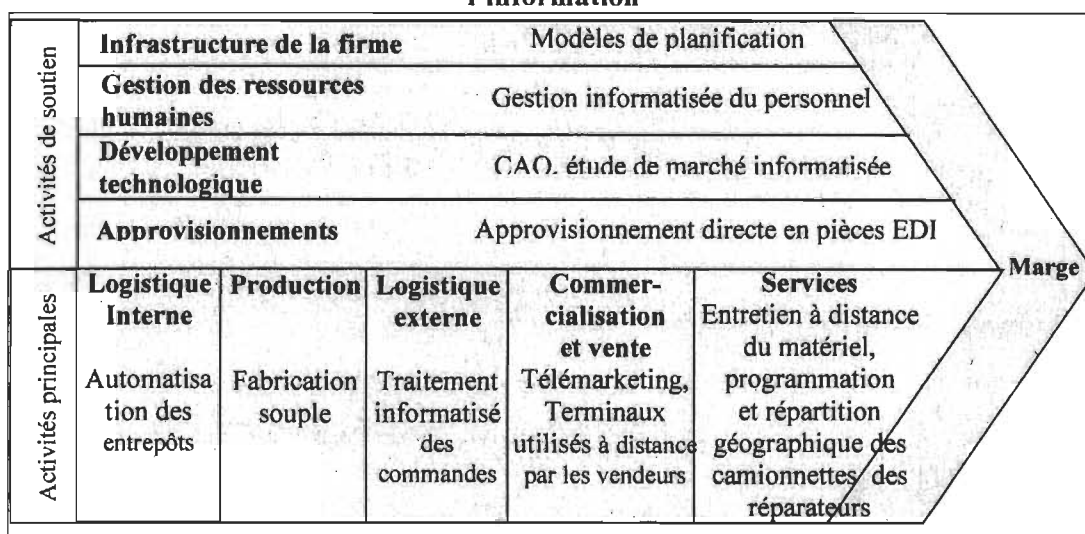 l'information
Activités de soutien
Infrastructure de la firme Modèles de planification
Gestion des ressources
humaines
Gestion informatisée du personnel
Développement
technologique
CAO, étude de marché informatisée
Approvisionnements Approvisionnement directe en pièces EDI
Marge
Activités principales
Logistique
Interne
Automatisa
tion des
entrepôts
Production
Fabrication
souple
Logistique
externe
Traitement
informatisé
des
commandes
Commer-
cialisation
et vente
Télémarketing,
Terminaux
utilisés à distance
par les vendeurs
Services
Entretien à distance
du matériel,
programmation
et répartition
géographique des
camionnettes des
réparateurs